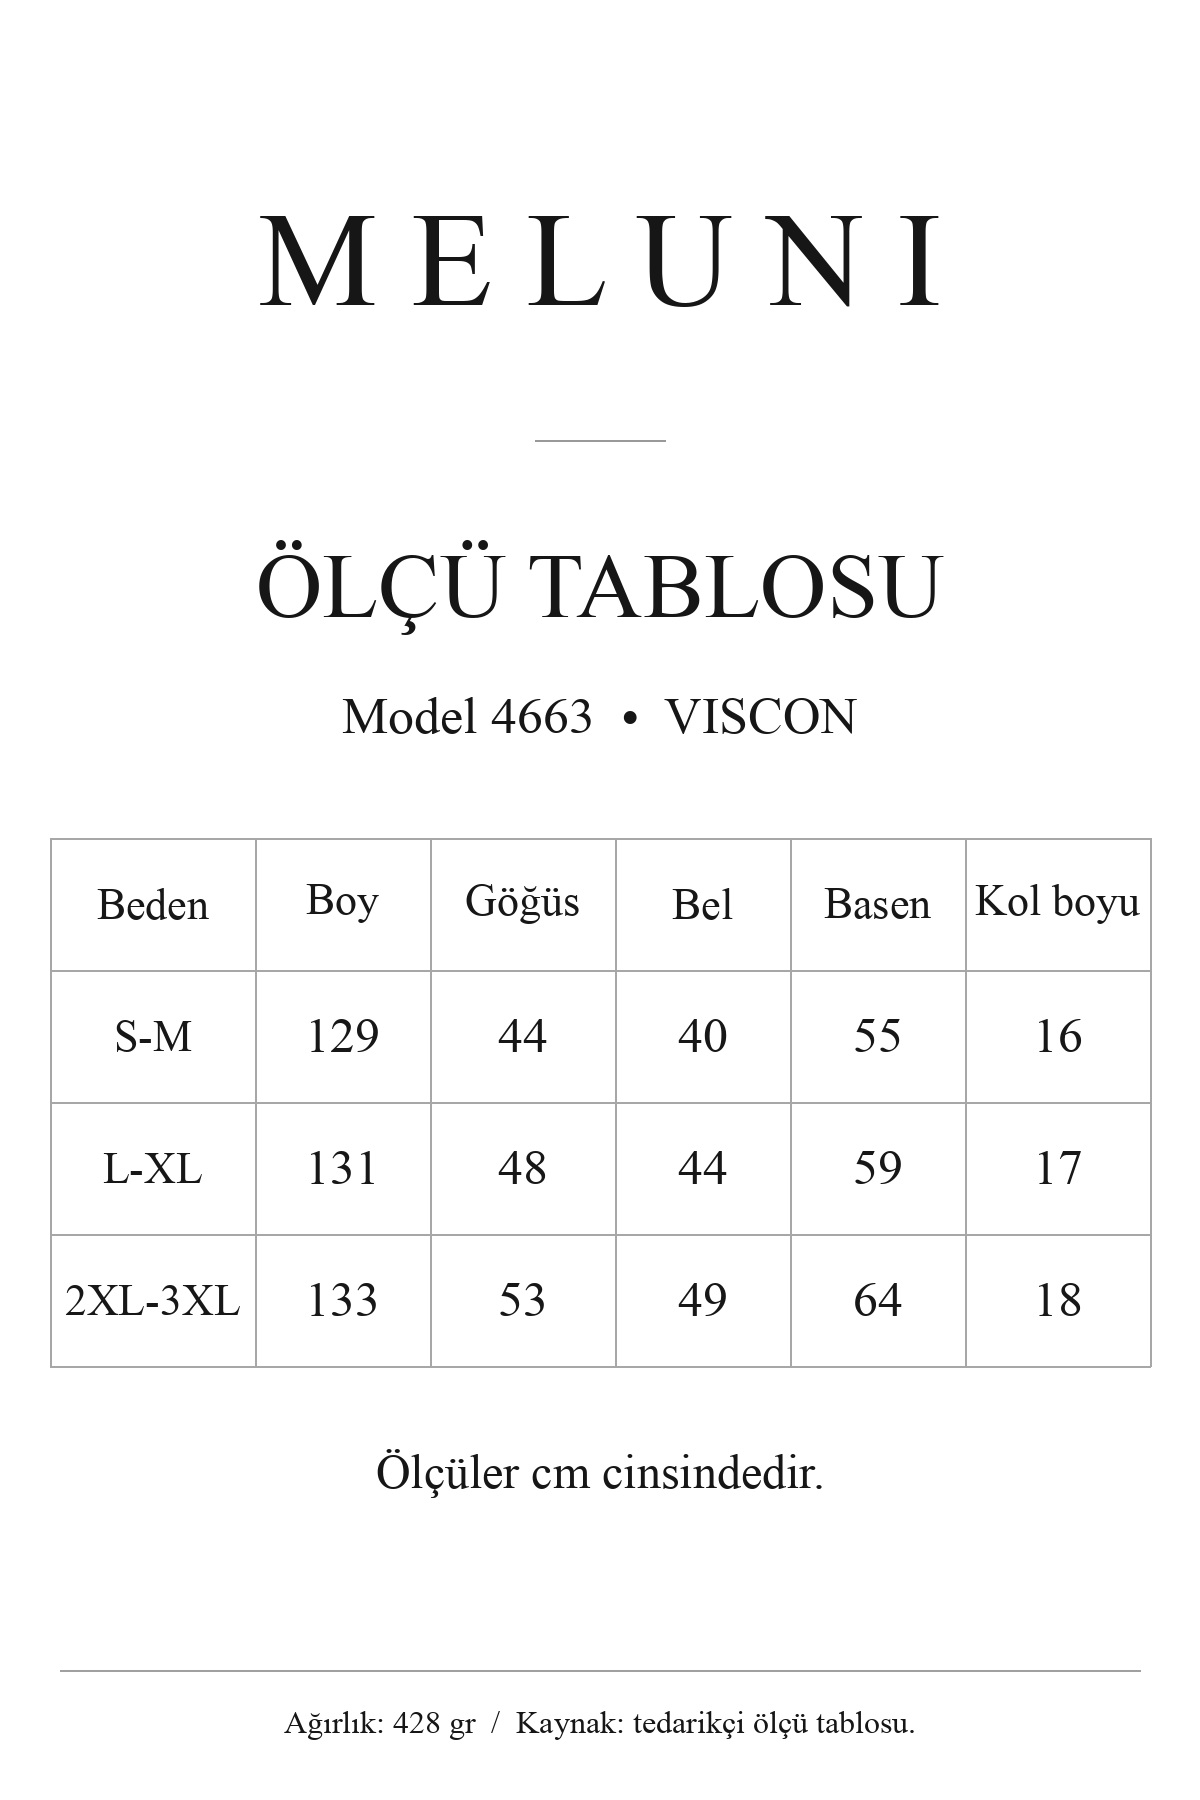 MELUNI
ÖLÇÜ TABLOSU
Model 4663 • VISCON
Beden Boy Göğüs Bel Basen Kol boyu
S-M 129 44 40 55 16
L-XL 131 48 44 59 17
2XL-3XL 133 53 49 64 18
Ölçüler cm cinsindedir.
Ağırlık: 428 gr / Kaynak: tedarikçi ölçü tablosu.